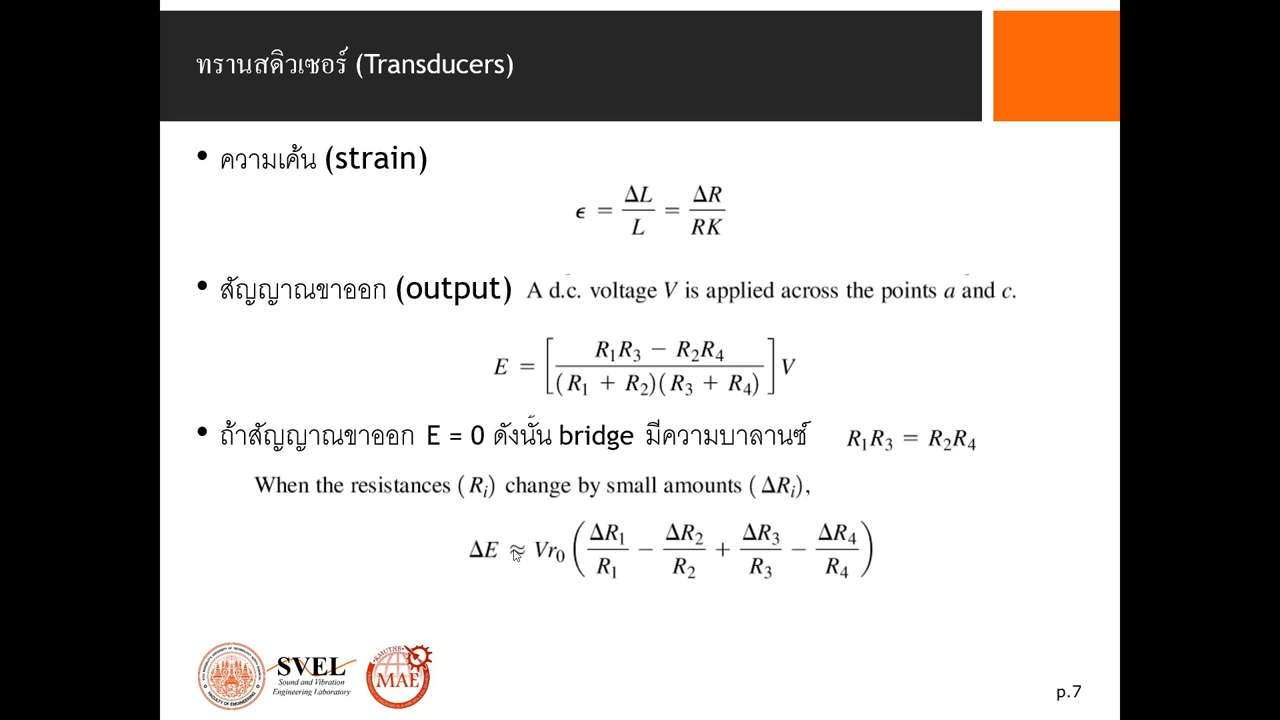 ทรานสดิวเซอร์ (Transducers)
• ความเค้น (strain)
ϵ = ΔL/L = ΔR/RK
• สัญญาณขาออก (output) A d.c. voltage V is applied across the points a and c.
E = [(R₁R₃ − R₂R₄)/((R₁ + R₂)(R₃ + R₄))] V
• ถ้าสัญญาณขาออก E = 0 ดังนั้น bridge มีความบาลานซ์ R₁R₃ = R₂R₄
When the resistances (Rᵢ) change by small amounts (ΔRᵢ),
ΔE ≈ Vr₀ (ΔR₁/R₁ − ΔR₂/R₂ + ΔR₃/R₃ − ΔR₄/R₄)
SVEL
Sound and Vibration
Engineering Laboratory
KMUTNB
MAE
p.7